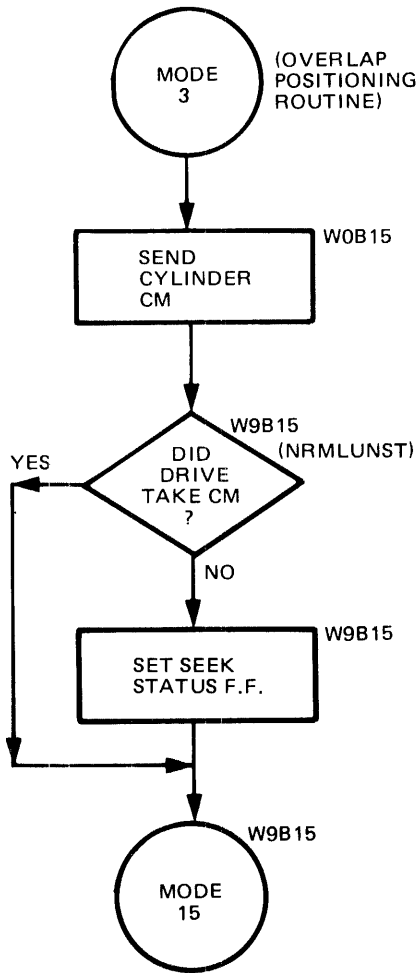 MODE
3
(OVERLAP
POSITIONING
ROUTINE)
W0B15
SEND
CYLINDER
CM
W9B15
(NRMLUNST)
DID
DRIVE
TAKE CM
?
YES
NO
W9B15
SET SEEK
STATUS F.F.
W9B15
MODE
15